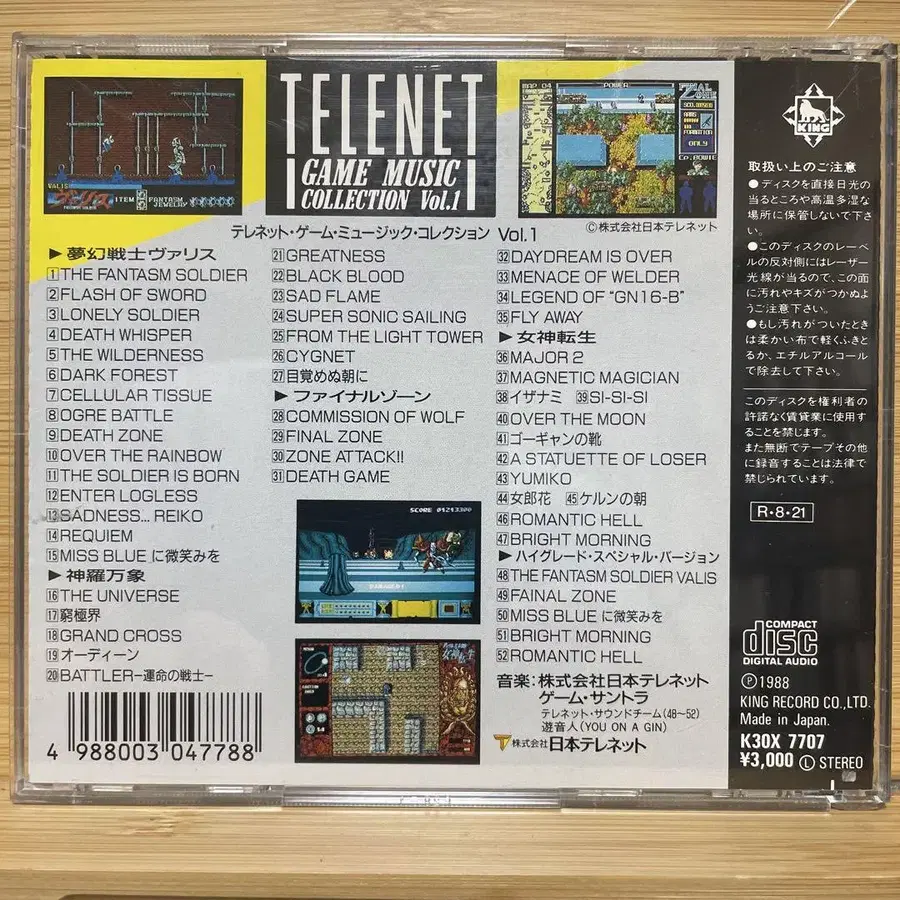 TELENET
GAME MUSIC
COLLECTION Vol.1
テレネット・ゲーム・ミュージック・コレクション Vol.1
©株式会社日本テレネット
▶夢幻戦士ヴァリス
1 THE FANTASM SOLDIER
2 FLASH OF SWORD
3 LONELY SOLDIER
4 DEATH WHISPER
5 THE WILDERNESS
6 DARK FOREST
7 CELLULAR TISSUE
8 OGRE BATTLE
9 DEATH ZONE
10 OVER THE RAINBOW
11 THE SOLDIER IS BORN
12 ENTER LOGLESS
13 SADNESS... REIKO
14 REQUIEM
15 MISS BLUE に微笑みを
▶神羅万象
16 THE UNIVERSE
17 窮極界
18 GRAND CROSS
19 オーディーン
20 BATTLER−運命の戦士−
4 988003 047788
21 GREATNESS
22 BLACK BLOOD
23 SAD FLAME
24 SUPER SONIC SAILING
25 FROM THE LIGHT TOWER
26 CYGNET
27 目覚めぬ朝に
▶ファイナルゾーン
28 COMMISSION OF WOLF
29 FINAL ZONE
30 ZONE ATTACK!!
31 DEATH GAME
SCORE 01213300
32 DAYDREAM IS OVER
33 MENACE OF WELDER
34 LEGEND OF “GN16-B”
35 FLY AWAY
▶女神転生
36 MAJOR 2
37 MAGNETIC MAGICIAN
38 イザナミ 39 SI-SI-SI
40 OVER THE MOON
41 ゴーギャンの靴
42 A STATUETTE OF LOSER
43 YUMIKO
44 女郎花 45 ケルンの朝
46 ROMANTIC HELL
47 BRIGHT MORNING
▶ハイグレード・スペシャル・バージョン
48 THE FANTASM SOLDIER VALIS
49 FAINAL ZONE
50 MISS BLUE に微笑みを
51 BRIGHT MORNING
52 ROMANTIC HELL
音楽：株式会社日本テレネット
ゲーム・サントラ
テレネット・サウンドチーム(48〜52)
遊音人(YOU ON A GIN)
株式会社日本テレネット
VALIS
ヴァリス
ITEM
FANTASM
JEWELRY
MAP 04
POWER
FINAL
ZONE
ONLY
Cp.BOWIE
KING
取扱い上のご注意
●ディスクを直接日光の
当るところや高温多湿な
場所に保管しないで下さ
い。
●このディスクのレーベ
ルの反対側にはレーザー
光線が当るので、この面
に汚れやキズがつかぬよ
うご注意下さい。
●もし汚れがついたとき
は柔かい布で軽くふきと
るか、エチルアルコール
で除去して下さい。
このディスクを権利者の
許諾なく賃貸業に使用す
ることを禁じます。
また無断でテープその他
に録音することは法律で
禁じられています。
R・8・21
COMPACT
disc
DIGITAL AUDIO
Ⓟ1988
KING RECORD CO.,LTD.
Made in Japan.
K30X 7707
¥3,000 Ⓛ STEREO